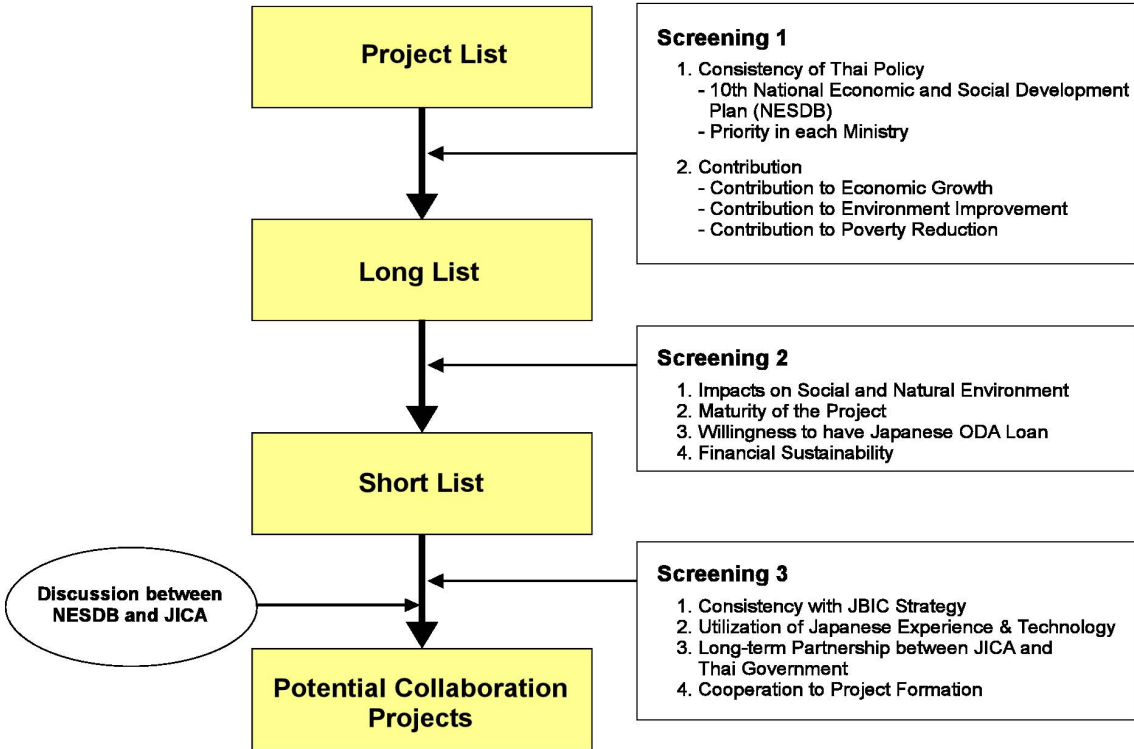 Project List
Screening 1
1. Consistency of Thai Policy
- 10th National Economic and Social Development
Plan (NESDB)
- Priority in each Ministry
2. Contribution
- Contribution to Economic Growth
- Contribution to Environment Improvement
- Contribution to Poverty Reduction
Long List
Screening 2
1. Impacts on Social and Natural Environment
2. Maturity of the Project
3. Willingness to have Japanese ODA Loan
4. Financial Sustainability
Short List
Discussion between
NESDB and JICA
Screening 3
1. Consistency with JBIC Strategy
2. Utilization of Japanese Experience & Technology
3. Long-term Partnership between JICA and
Thai Government
4. Cooperation to Project Formation
Potential Collaboration
Projects